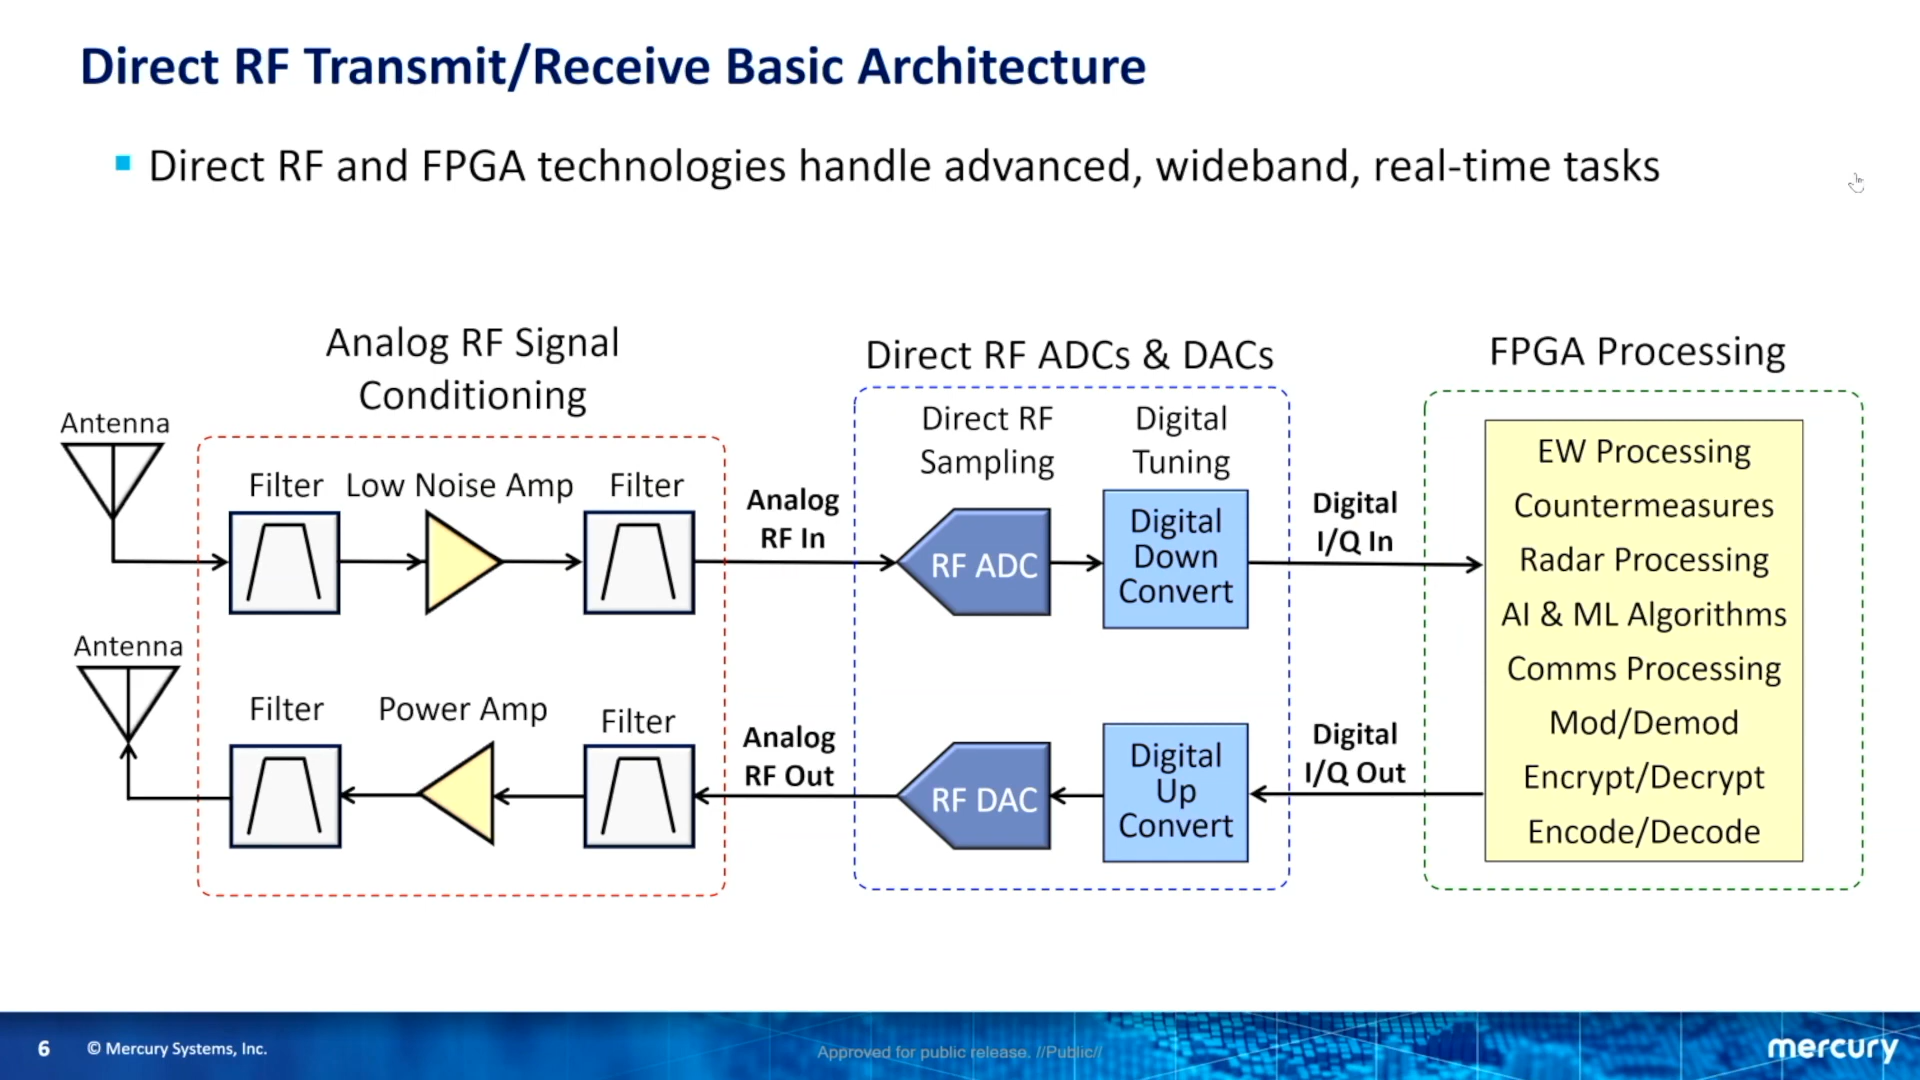 Direct RF Transmit/Receive Basic Architecture
Direct RF and FPGA technologies handle advanced, wideband, real-time tasks
Analog RF Signal
Conditioning
Direct RF ADCs & DACs
FPGA Processing
Antenna
Filter
Low Noise Amp
Filter
Analog
RF In
Direct RF
Sampling
RF ADC
Digital
Tuning
Digital
Down
Convert
Digital
I/Q In
Antenna
Filter
Power Amp
Filter
Analog
RF Out
RF DAC
Digital
Up
Convert
Digital
I/Q Out
EW Processing
Countermeasures
Radar Processing
AI & ML Algorithms
Comms Processing
Mod/Demod
Encrypt/Decrypt
Encode/Decode
6
© Mercury Systems, Inc.
Approved for public release. //Public//
mercury